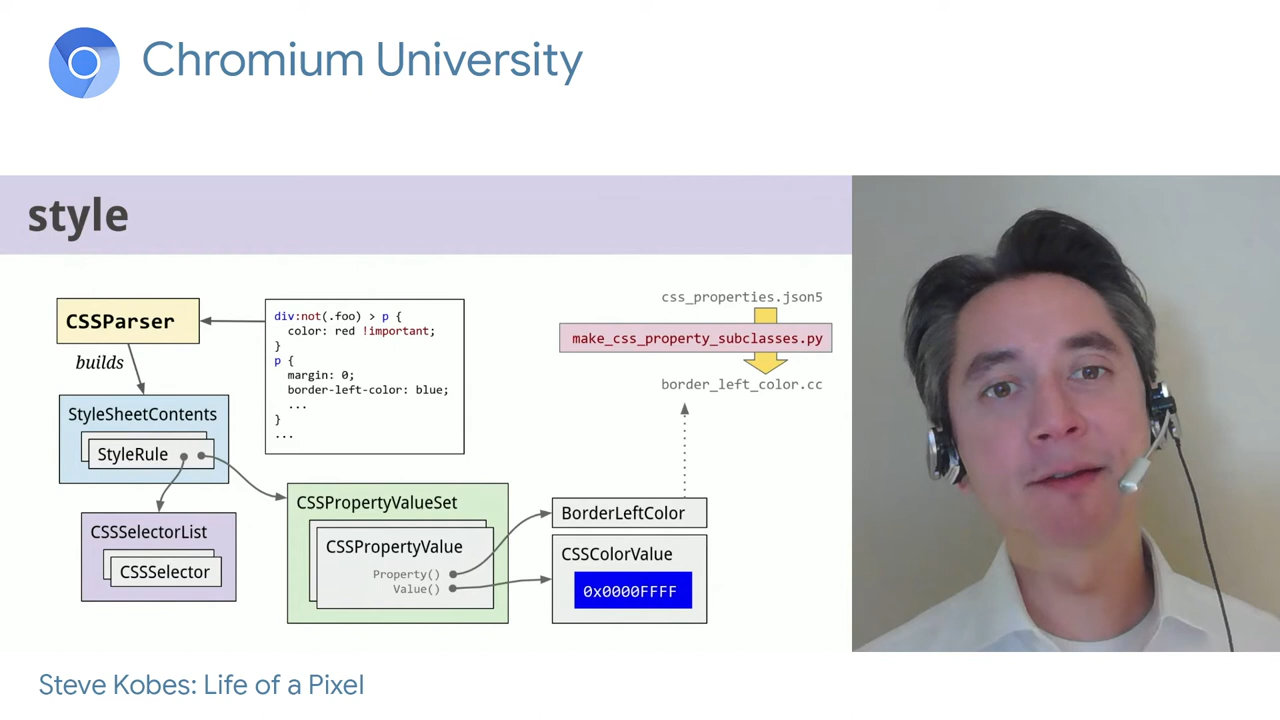 Chromium University
style
CSSParser
builds
div:not(.foo) > p {
color: red !important;
}
p {
margin: 0;
border-left-color: blue;
...
}
...
css_properties.json5
make_css_property_subclasses.py
border_left_color.cc
StyleSheetContents
StyleRule
CSSSelectorList
CSSSelector
CSSPropertyValueSet
CSSPropertyValue
Property()
Value()
BorderLeftColor
CSSColorValue
0x0000FFFF
Steve Kobes: Life of a Pixel